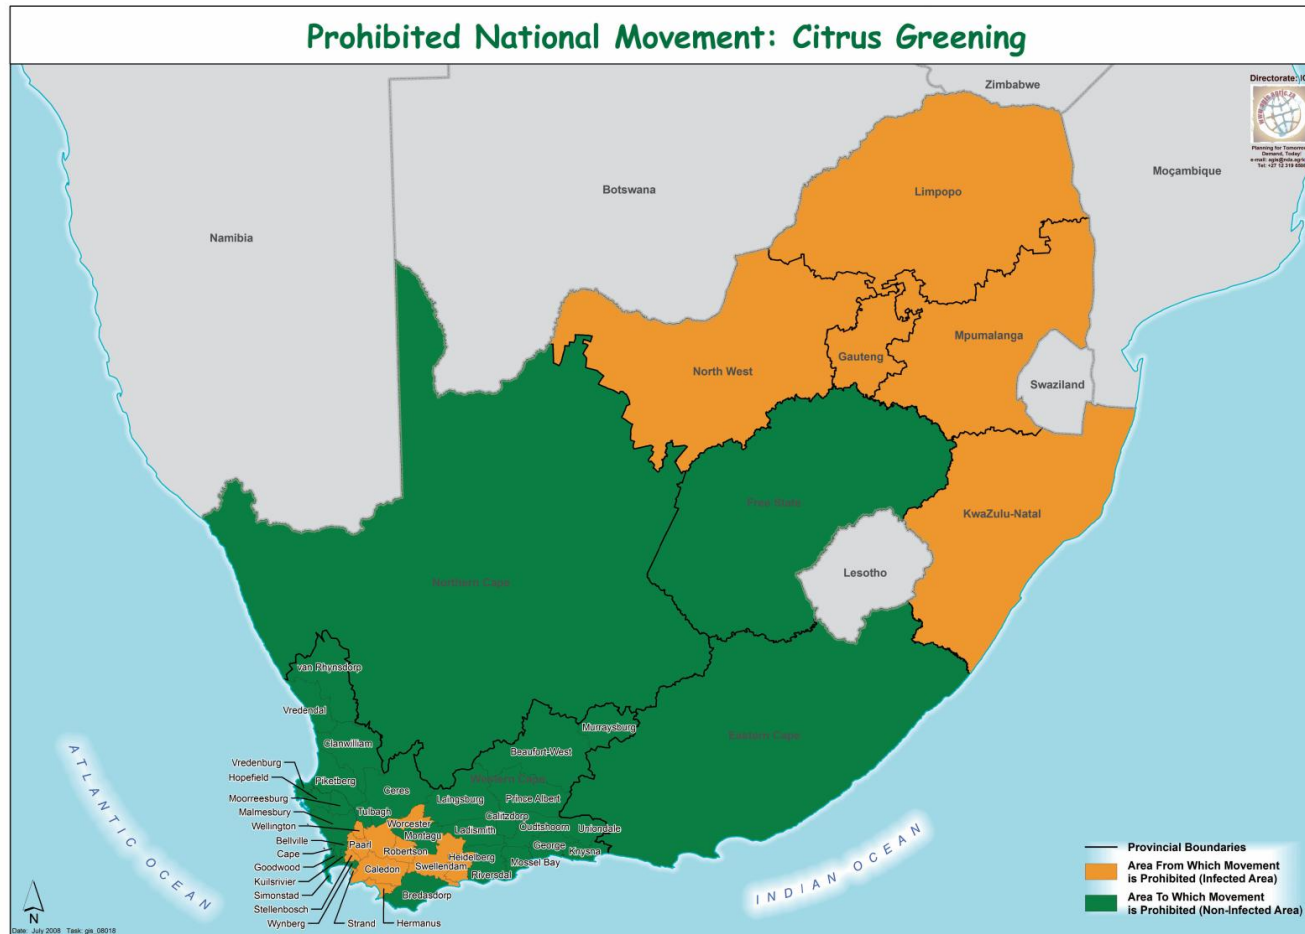 Prohibited National Movement: Citrus Greening
Zimbabwe
Directorate:
Planning for Tomorrow's
Demand, Today!
Limpopo
Moçambique
Botswana
Namibia
Mpumalanga
Gauteng
North West
Swaziland
Free State
KwaZulu-Natal
Lesotho
Northern Cape
van Rhynsdorp
Vredendal
Murraysburg
Eastern Cape
Clanwilliam
Beaufort-West
Vredenburg
Hopefield
Piketberg
Western Cape
Ceres
Laingsburg
Prince Albert
Moorreesburg
Malmesbury
Tulbagh
Calitzdorp
Wellington
Worcester
Ladismith
Oudtshoorn
Uniondale
Montagu
Bellville
Paarl
George
Knysna
Cape
Robertson
Heidelberg
Mossel Bay
Goodwood
Caledon
Swellendam
Riversdal
Kuilsrivier
Simonstad
Bredasdorp
Stellenbosch
Wynberg
Strand
Hermanus
ATLANTIC OCEAN
INDIAN OCEAN
Provincial Boundaries
Area From Which Movement
is Prohibited (Infected Area)
Area To Which Movement
is Prohibited (Non-Infected Area)
N
Date: July 2008 Task: gis_08018